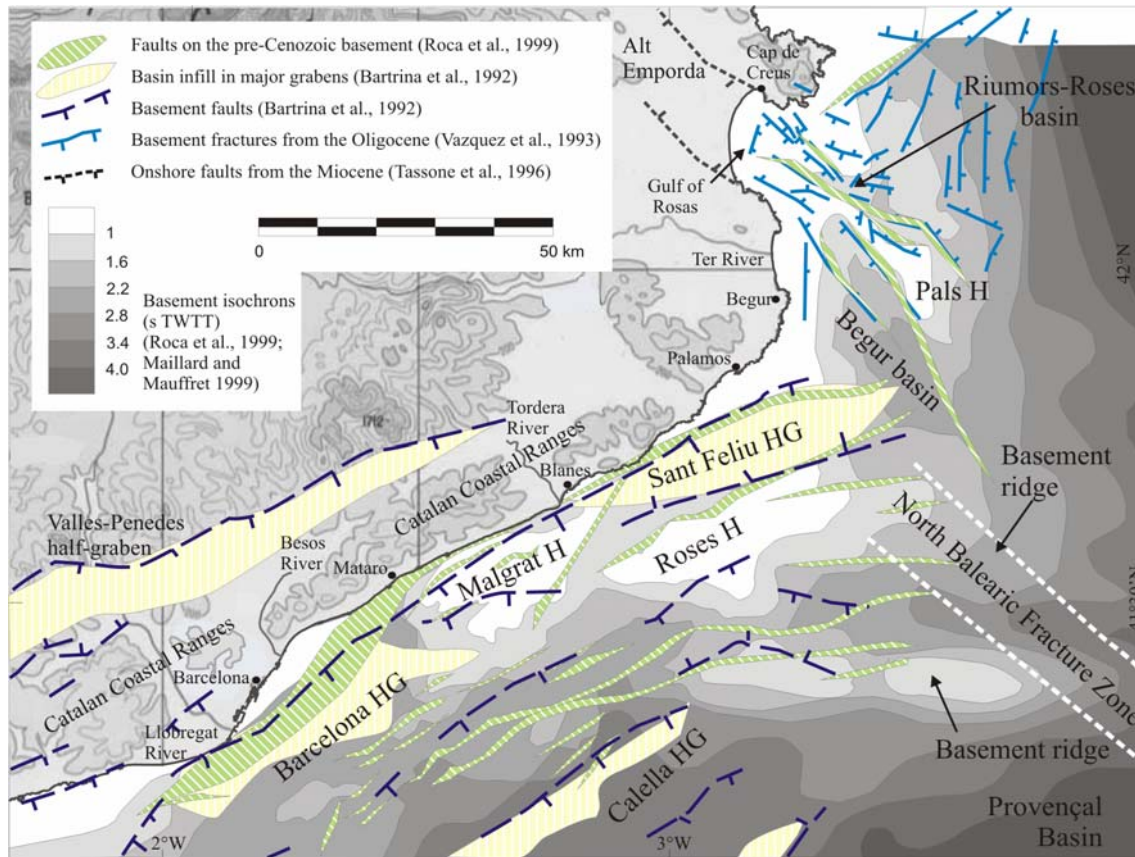 Faults on the pre-Cenozoic basement (Roca et al., 1999)
Basin infill in major grabens (Bartrina et al., 1992)
Basement faults (Bartrina et al., 1992)
Basement fractures from the Oligocene (Vazquez et al., 1993)
Onshore faults from the Miocene (Tassone et al., 1996)
1
1.6
2.2
2.8
3.4
4.0
Basement isochrons
(s TWTT)
(Roca et al., 1999;
Maillard and
Mauffret 1999)
0
50 km
Alt
Emporda
Cap de
Creus
Riumors-Roses
basin
Gulf of
Rosas
Ter River
42°N
Begur
Pals H
Begur basin
Palamos
1712
Tordera
River
Catalan Coastal Ranges
Blanes
Sant Feliu HG
Basement
ridge
Valles-Penedes
half-graben
Besos
River
Mataro
Malgrat H
Roses H
North Balearic Fracture Zone
41°30'N
Catalan Coastal Ranges
Barcelona
Llobregat
River
Barcelona HG
Calella HG
Basement ridge
Provençal
Basin
2°W
3°W